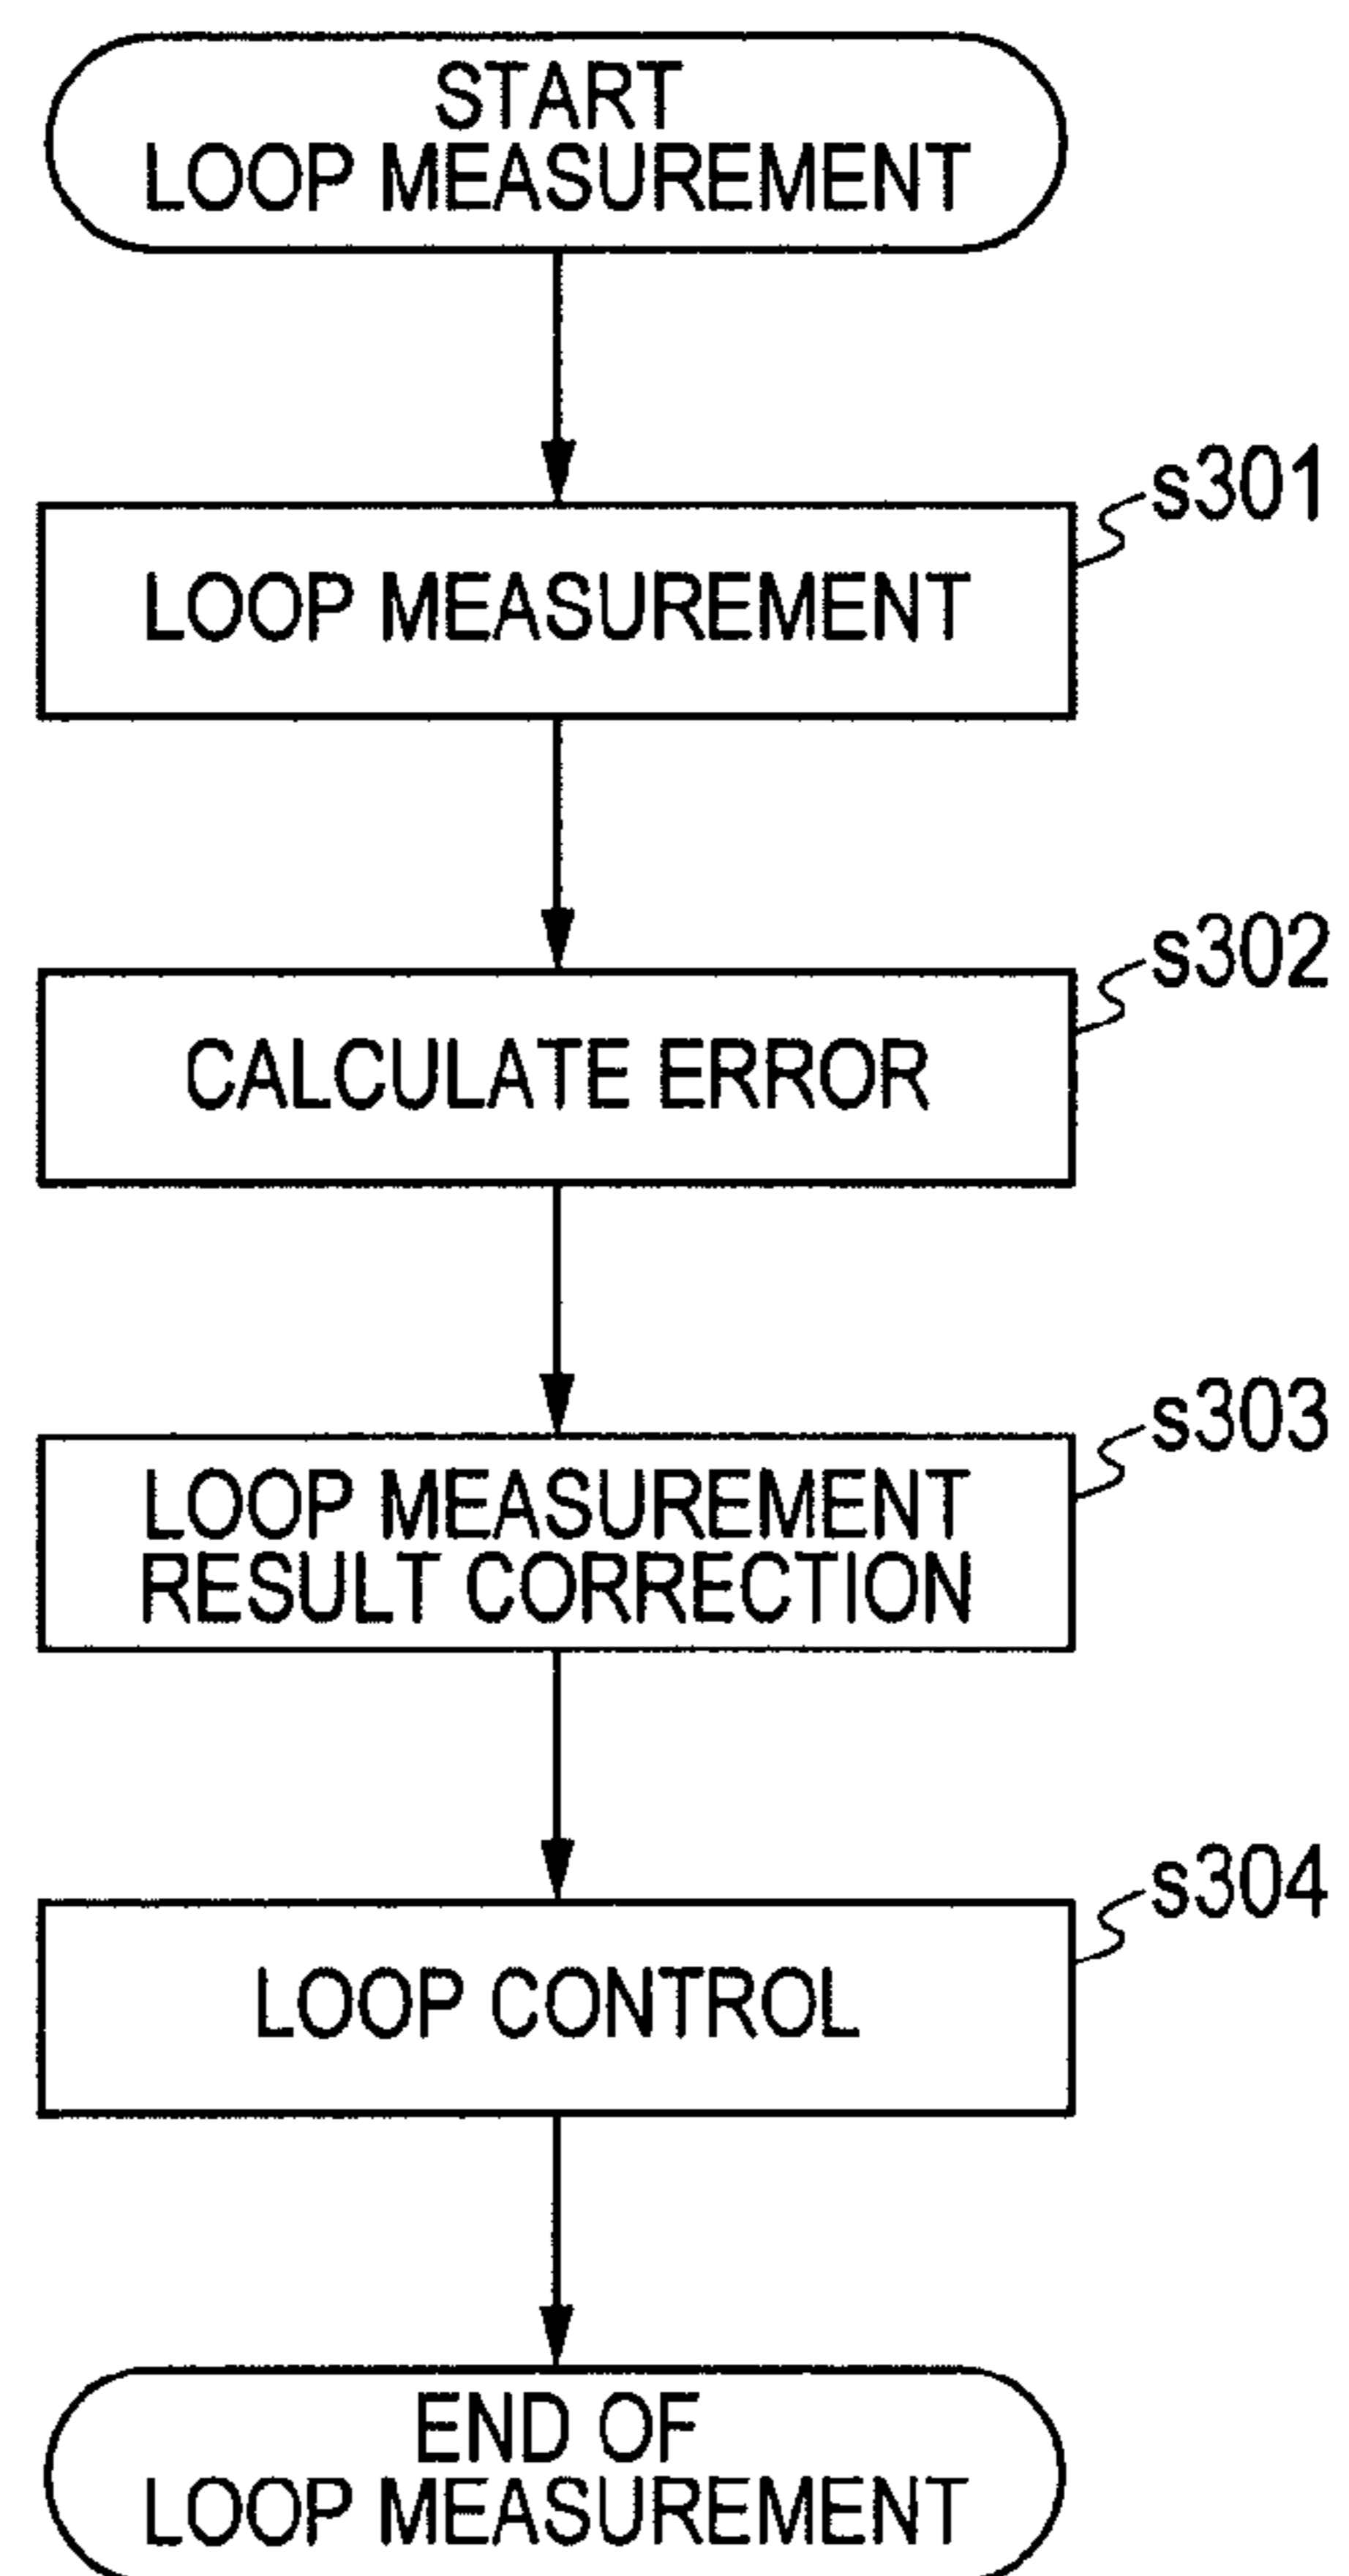 START
LOOP MEASUREMENT
s301
LOOP MEASUREMENT
s302
CALCULATE ERROR
s303
LOOP MEASUREMENT
RESULT CORRECTION
s304
LOOP CONTROL
END OF
LOOP MEASUREMENT